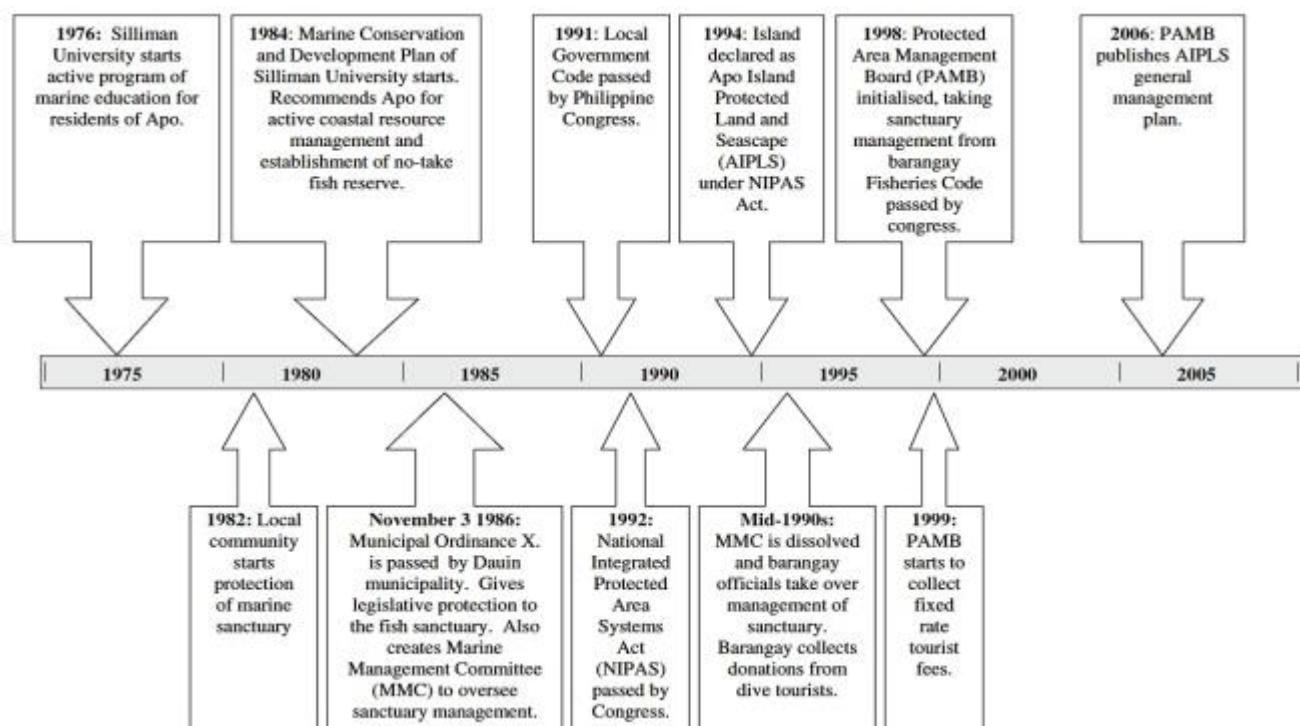 1976: Silliman
University starts
active program of
marine education for
residents of Apo.
1984: Marine Conservation
and Development Plan of
Silliman University starts.
Recommends Apo for
active coastal resource
management and
establishment of no-take
fish reserve.
1991: Local
Government
Code passed
by Philippine
Congress.
1994: Island
declared as
Apo Island
Protected
Land and
Seascape
(AIPLS)
under NIPAS
Act.
1998: Protected
Area Management
Board (PAMB)
initialised, taking
sanctuary
management from
barangay
Fisheries Code
passed by
congress.
2006: PAMB
publishes AIPLS
general
management
plan.
1975 1980 1985 1990 1995 2000 2005
1982: Local
community
starts
protection
of marine
sanctuary
November 3 1986:
Municipal Ordinance X.
is passed by Dauin
municipality. Gives
legislative protection to
the fish sanctuary. Also
creates Marine
Management Committee
(MMC) to oversee
sanctuary management.
1992:
National
Integrated
Protected
Area
Systems
Act
(NIPAS)
passed by
Congress.
Mid-1990s:
MMC is dissolved
and barangay
officials take over
management of
sanctuary.
Barangay collects
donations from
dive tourists.
1999:
PAMB
starts to
collect
fixed
rate
tourist
fees.